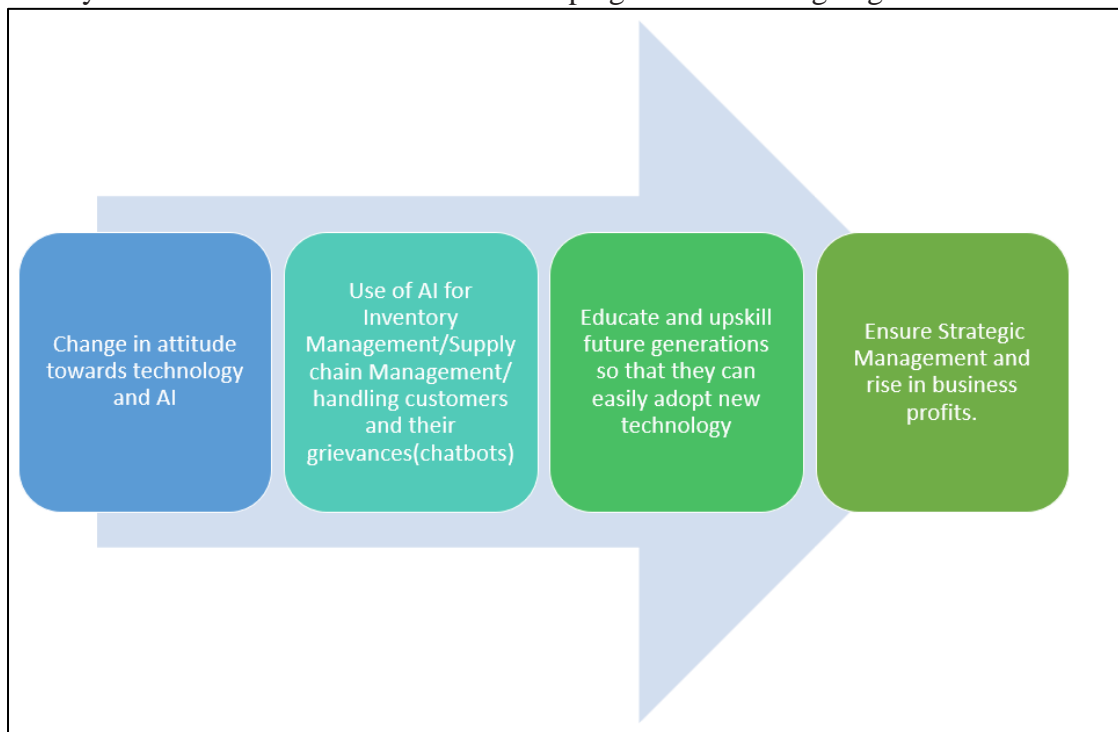 Change in attitude
towards technology
and AI
Use of AI for
Inventory
Management/Supply
chain Management/
handling customers
and their
grievances(chatbots)
Educate and upskill
future generations
so that they can
easily adopt new
technology
Ensure Strategic
Management and
rise in business
profits.